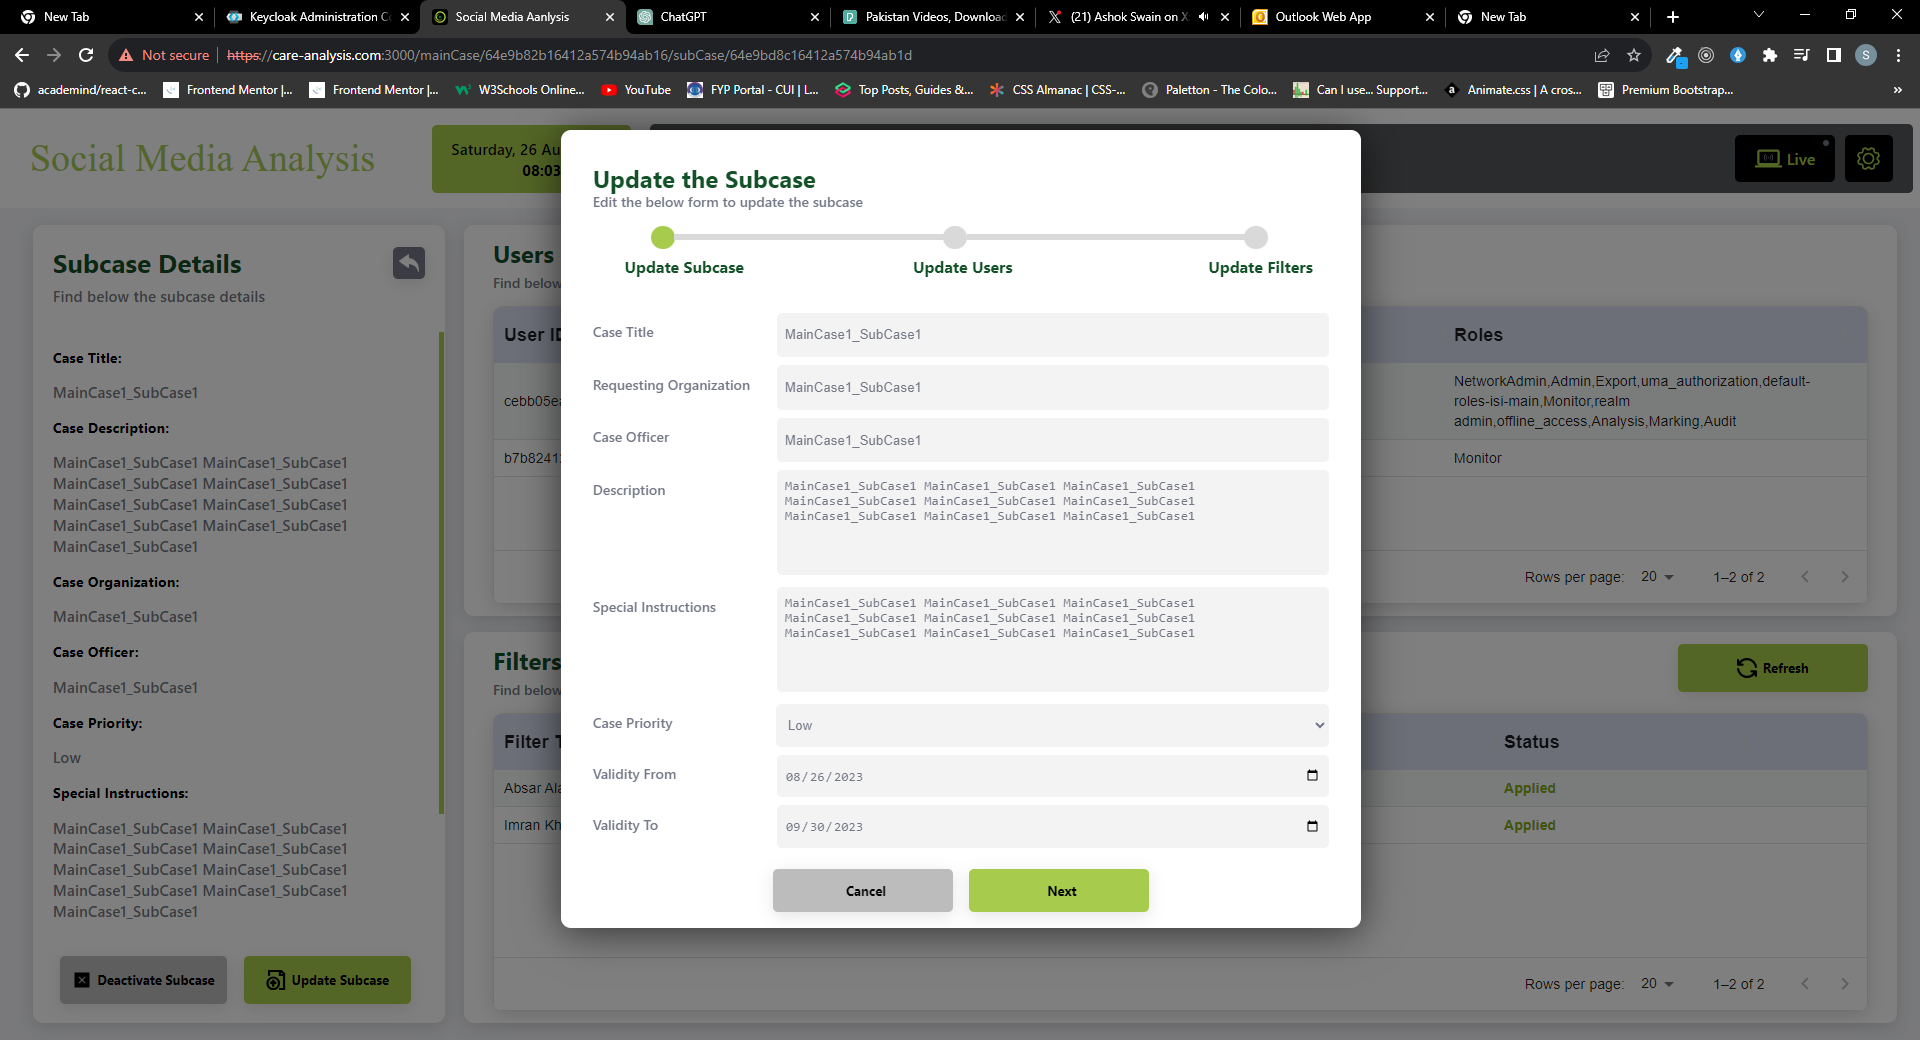 New Tab
Keycloak Administration Co
Social Media Aanlysis
ChatGPT
Pakistan Videos, Download
(21) Ashok Swain on X
Outlook Web App
New Tab
Not secure
https://care-analysis.com:3000/mainCase/64e9b82b16412a574b94ab16/subCase/64e9bd8c16412a574b94ab1d
S
academind/react-c...
Frontend Mentor |...
Frontend Mentor |...
W3Schools Online...
YouTube
FYP Portal - CUI | L...
Top Posts, Guides &...
CSS Almanac | CSS-...
Paletton - The Colo...
Can I use... Support...
Animate.css | A cros...
Premium Bootstrap...
»
Social Media Analysis
Saturday, 26 Au
08:03
Live
Subcase Details
Find below the subcase details
Case Title:
MainCase1_SubCase1
Case Description:
MainCase1_SubCase1 MainCase1_SubCase1
MainCase1_SubCase1 MainCase1_SubCase1
MainCase1_SubCase1 MainCase1_SubCase1
MainCase1_SubCase1 MainCase1_SubCase1
MainCase1_SubCase1
Case Organization:
MainCase1_SubCase1
Case Officer:
MainCase1_SubCase1
Case Priority:
Low
Special Instructions:
MainCase1_SubCase1 MainCase1_SubCase1
MainCase1_SubCase1 MainCase1_SubCase1
MainCase1_SubCase1 MainCase1_SubCase1
MainCase1_SubCase1 MainCase1_SubCase1
MainCase1_SubCase1
Deactivate Subcase
Update Subcase
Update the Subcase
Edit the below form to update the subcase
Update Subcase
Update Users
Update Filters
Case Title
MainCase1_SubCase1
Requesting Organization
MainCase1_SubCase1
Case Officer
MainCase1_SubCase1
Description
MainCase1_SubCase1 MainCase1_SubCase1 MainCase1_SubCase1
MainCase1_SubCase1 MainCase1_SubCase1 MainCase1_SubCase1
MainCase1_SubCase1 MainCase1_SubCase1 MainCase1_SubCase1
Special Instructions
MainCase1_SubCase1 MainCase1_SubCase1 MainCase1_SubCase1
MainCase1_SubCase1 MainCase1_SubCase1 MainCase1_SubCase1
MainCase1_SubCase1 MainCase1_SubCase1 MainCase1_SubCase1
Case Priority
Low
Validity From
08/26/2023
Validity To
09/30/2023
Cancel
Next
Users
Find below
User ID
Roles
cebb05ea
NetworkAdmin,Admin,Export,uma_authorization,default-
roles-isi-main,Monitor,realm
admin,offline_access,Analysis,Marking,Audit
b7b8241
Monitor
Rows per page: 20
1–2 of 2
Filters
Find below
Refresh
Filter T
Status
Absar Ala
Applied
Imran Kh
Applied
Rows per page: 20
1–2 of 2